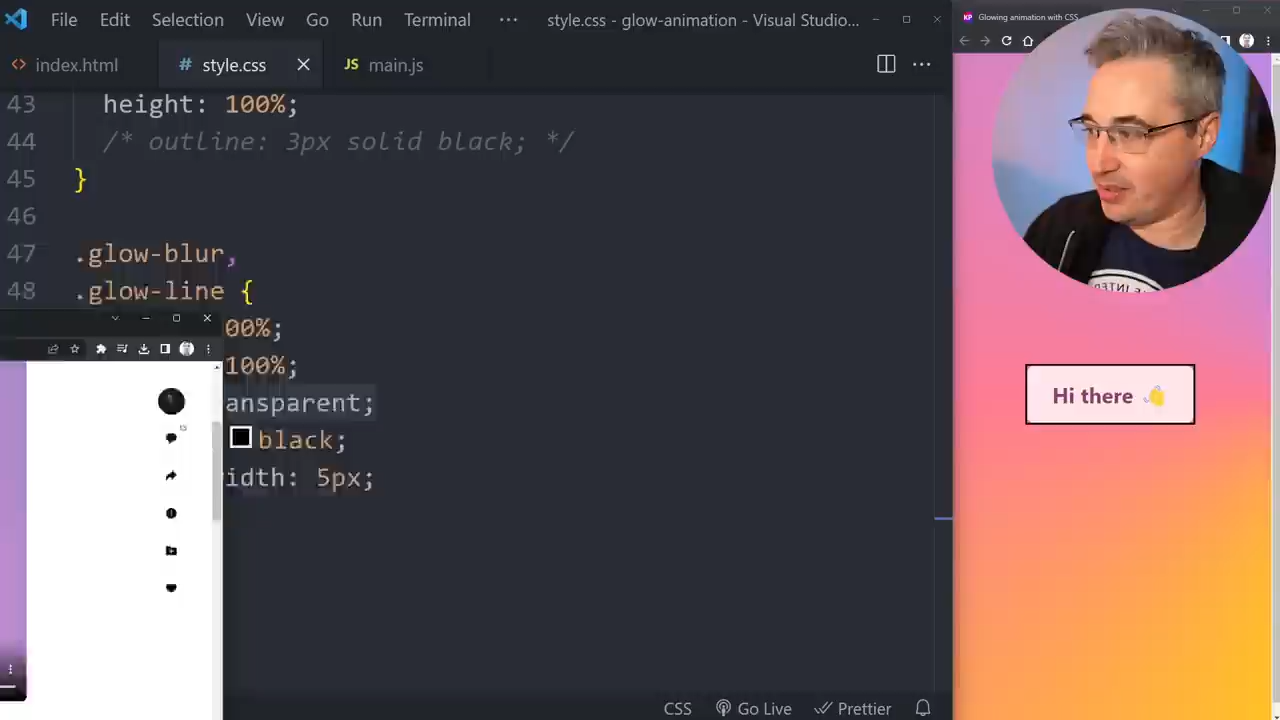 File Edit Selection View Go Run Terminal ··· style.css - glow-animation - Visual Studio...
Glowing animation with CSS
index.html # style.css JS main.js
43 height: 100%;
44 /* outline: 3px solid black; */
45 }
46
47 .glow-blur,
48 .glow-line {
00%;
100%;
ansparent;
black;
idth: 5px;
Hi there 👋
CSS Go Live Prettier